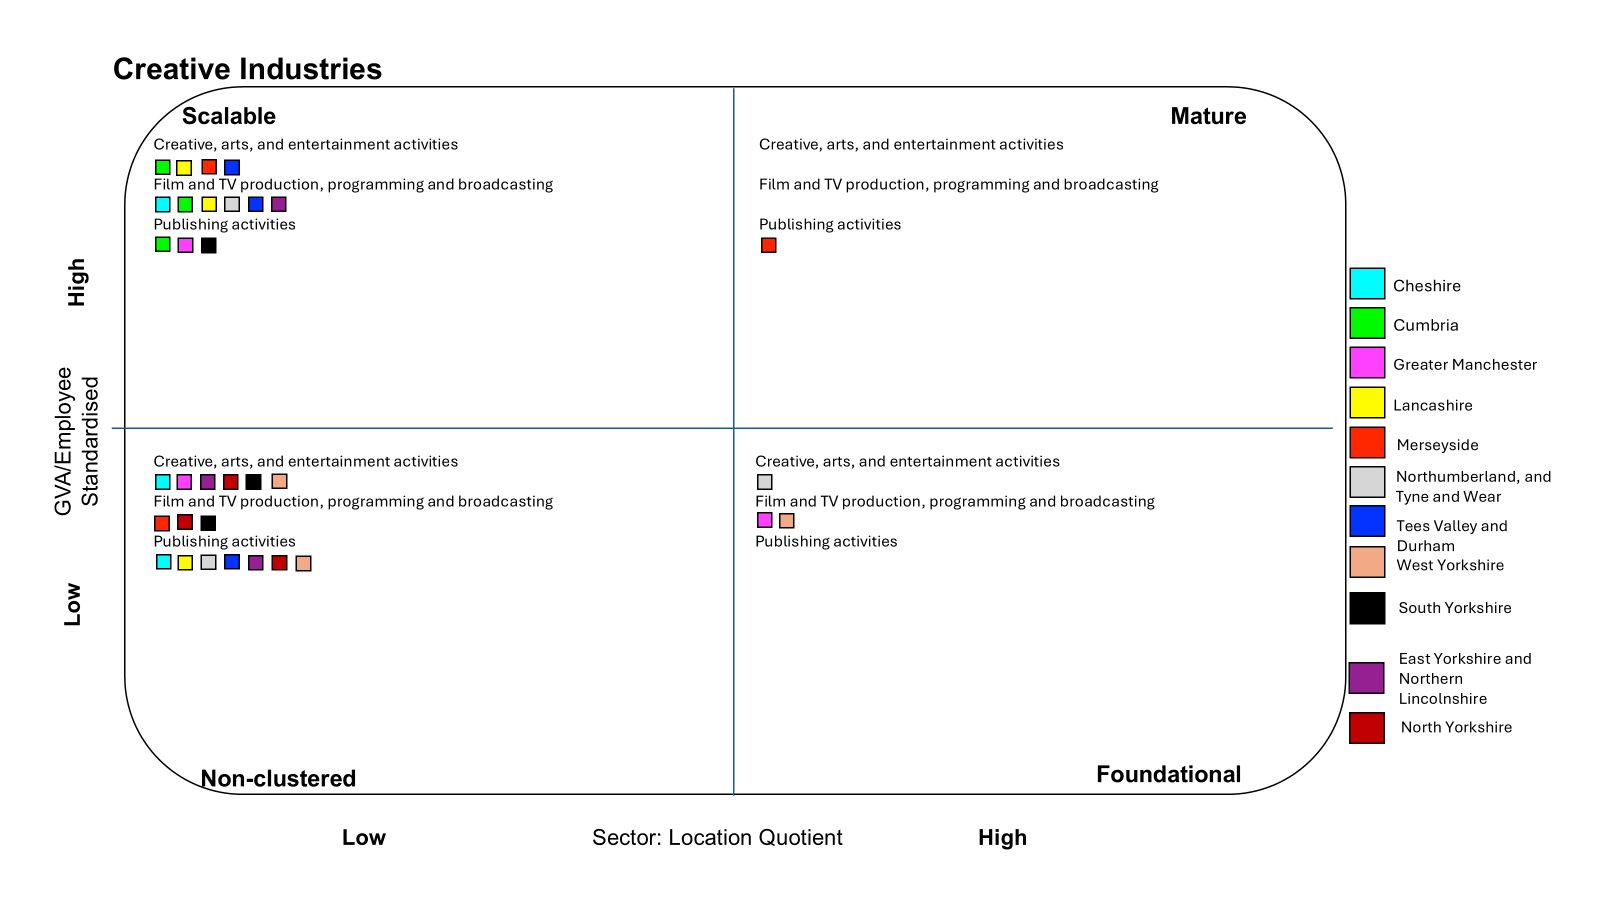 Creative Industries
Scalable
Mature
Creative, arts, and entertainment activities
Film and TV production, programming and broadcasting
Publishing activities
Creative, arts, and entertainment activities
Film and TV production, programming and broadcasting
Publishing activities
High
GVA/Employee
Standardised
Low
Creative, arts, and entertainment activities
Film and TV production, programming and broadcasting
Publishing activities
Creative, arts, and entertainment activities
Film and TV production, programming and broadcasting
Publishing activities
Non-clustered
Foundational
Low
Sector: Location Quotient
High
Cheshire
Cumbria
Greater Manchester
Lancashire
Merseyside
Northumberland, and
Tyne and Wear
Tees Valley and
Durham
West Yorkshire
South Yorkshire
East Yorkshire and
Northern
Lincolnshire
North Yorkshire